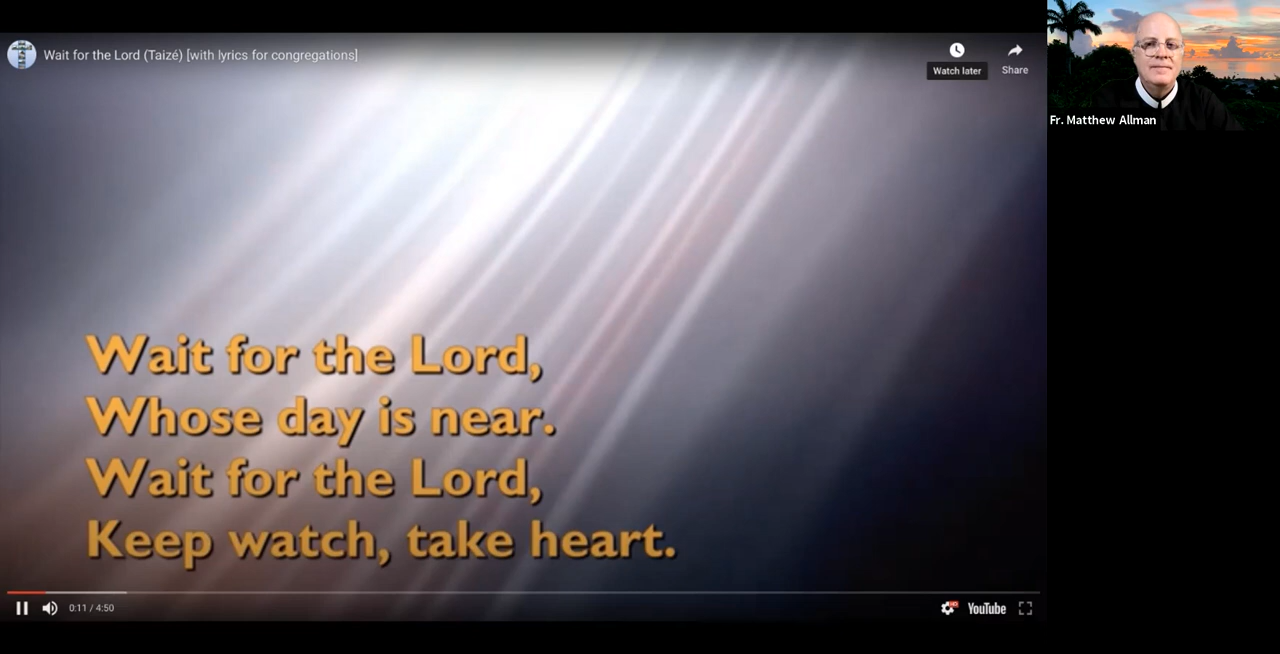 Wait for the Lord (Taizé) [with lyrics for congregations]
Watch later
Share
Fr. Matthew Allman
Wait for the Lord,
Whose day is near.
Wait for the Lord,
Keep watch, take heart.
0:11 / 4:50
YouTube